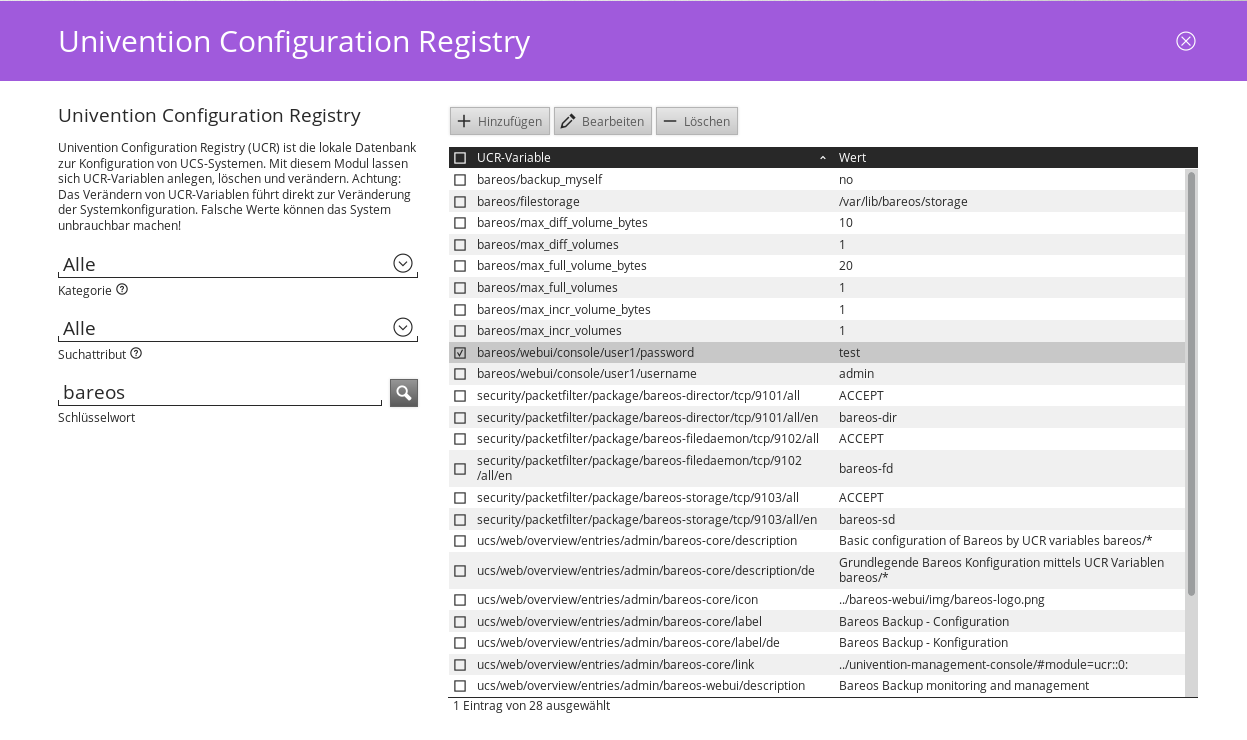 Univention Configuration Registry
Univention Configuration Registry
Univention Configuration Registry (UCR) ist die lokale Datenbank
zur Konfiguration von UCS-Systemen. Mit diesem Modul lassen
sich UCR-Variablen anlegen, löschen und verändern. Achtung:
Das Verändern von UCR-Variablen führt direkt zur Veränderung
der Systemkonfiguration. Falsche Werte können das System
unbrauchbar machen!
Alle
Kategorie ?
Alle
Suchattribut ?
bareos
Schlüsselwort
Hinzufügen Bearbeiten Löschen
UCR-Variable Wert
bareos/backup_myself no
bareos/filestorage /var/lib/bareos/storage
bareos/max_diff_volume_bytes 10
bareos/max_diff_volumes 1
bareos/max_full_volume_bytes 20
bareos/max_full_volumes 1
bareos/max_incr_volume_bytes 1
bareos/max_incr_volumes 1
bareos/webui/console/user1/password test
bareos/webui/console/user1/username admin
security/packetfilter/package/bareos-director/tcp/9101/all ACCEPT
security/packetfilter/package/bareos-director/tcp/9101/all/en bareos-dir
security/packetfilter/package/bareos-filedaemon/tcp/9102/all ACCEPT
security/packetfilter/package/bareos-filedaemon/tcp/9102
/all/en bareos-fd
security/packetfilter/package/bareos-storage/tcp/9103/all ACCEPT
security/packetfilter/package/bareos-storage/tcp/9103/all/en bareos-sd
ucs/web/overview/entries/admin/bareos-core/description Basic configuration of Bareos by UCR variables bareos/*
ucs/web/overview/entries/admin/bareos-core/description/de Grundlegende Bareos Konfiguration mittels UCR Variablen
bareos/*
ucs/web/overview/entries/admin/bareos-core/icon ../bareos-webui/img/bareos-logo.png
ucs/web/overview/entries/admin/bareos-core/label Bareos Backup - Configuration
ucs/web/overview/entries/admin/bareos-core/label/de Bareos Backup - Konfiguration
ucs/web/overview/entries/admin/bareos-core/link ../univention-management-console/#module=ucr::0:
ucs/web/overview/entries/admin/bareos-webui/description Bareos Backup monitoring and management
1 Eintrag von 28 ausgewählt